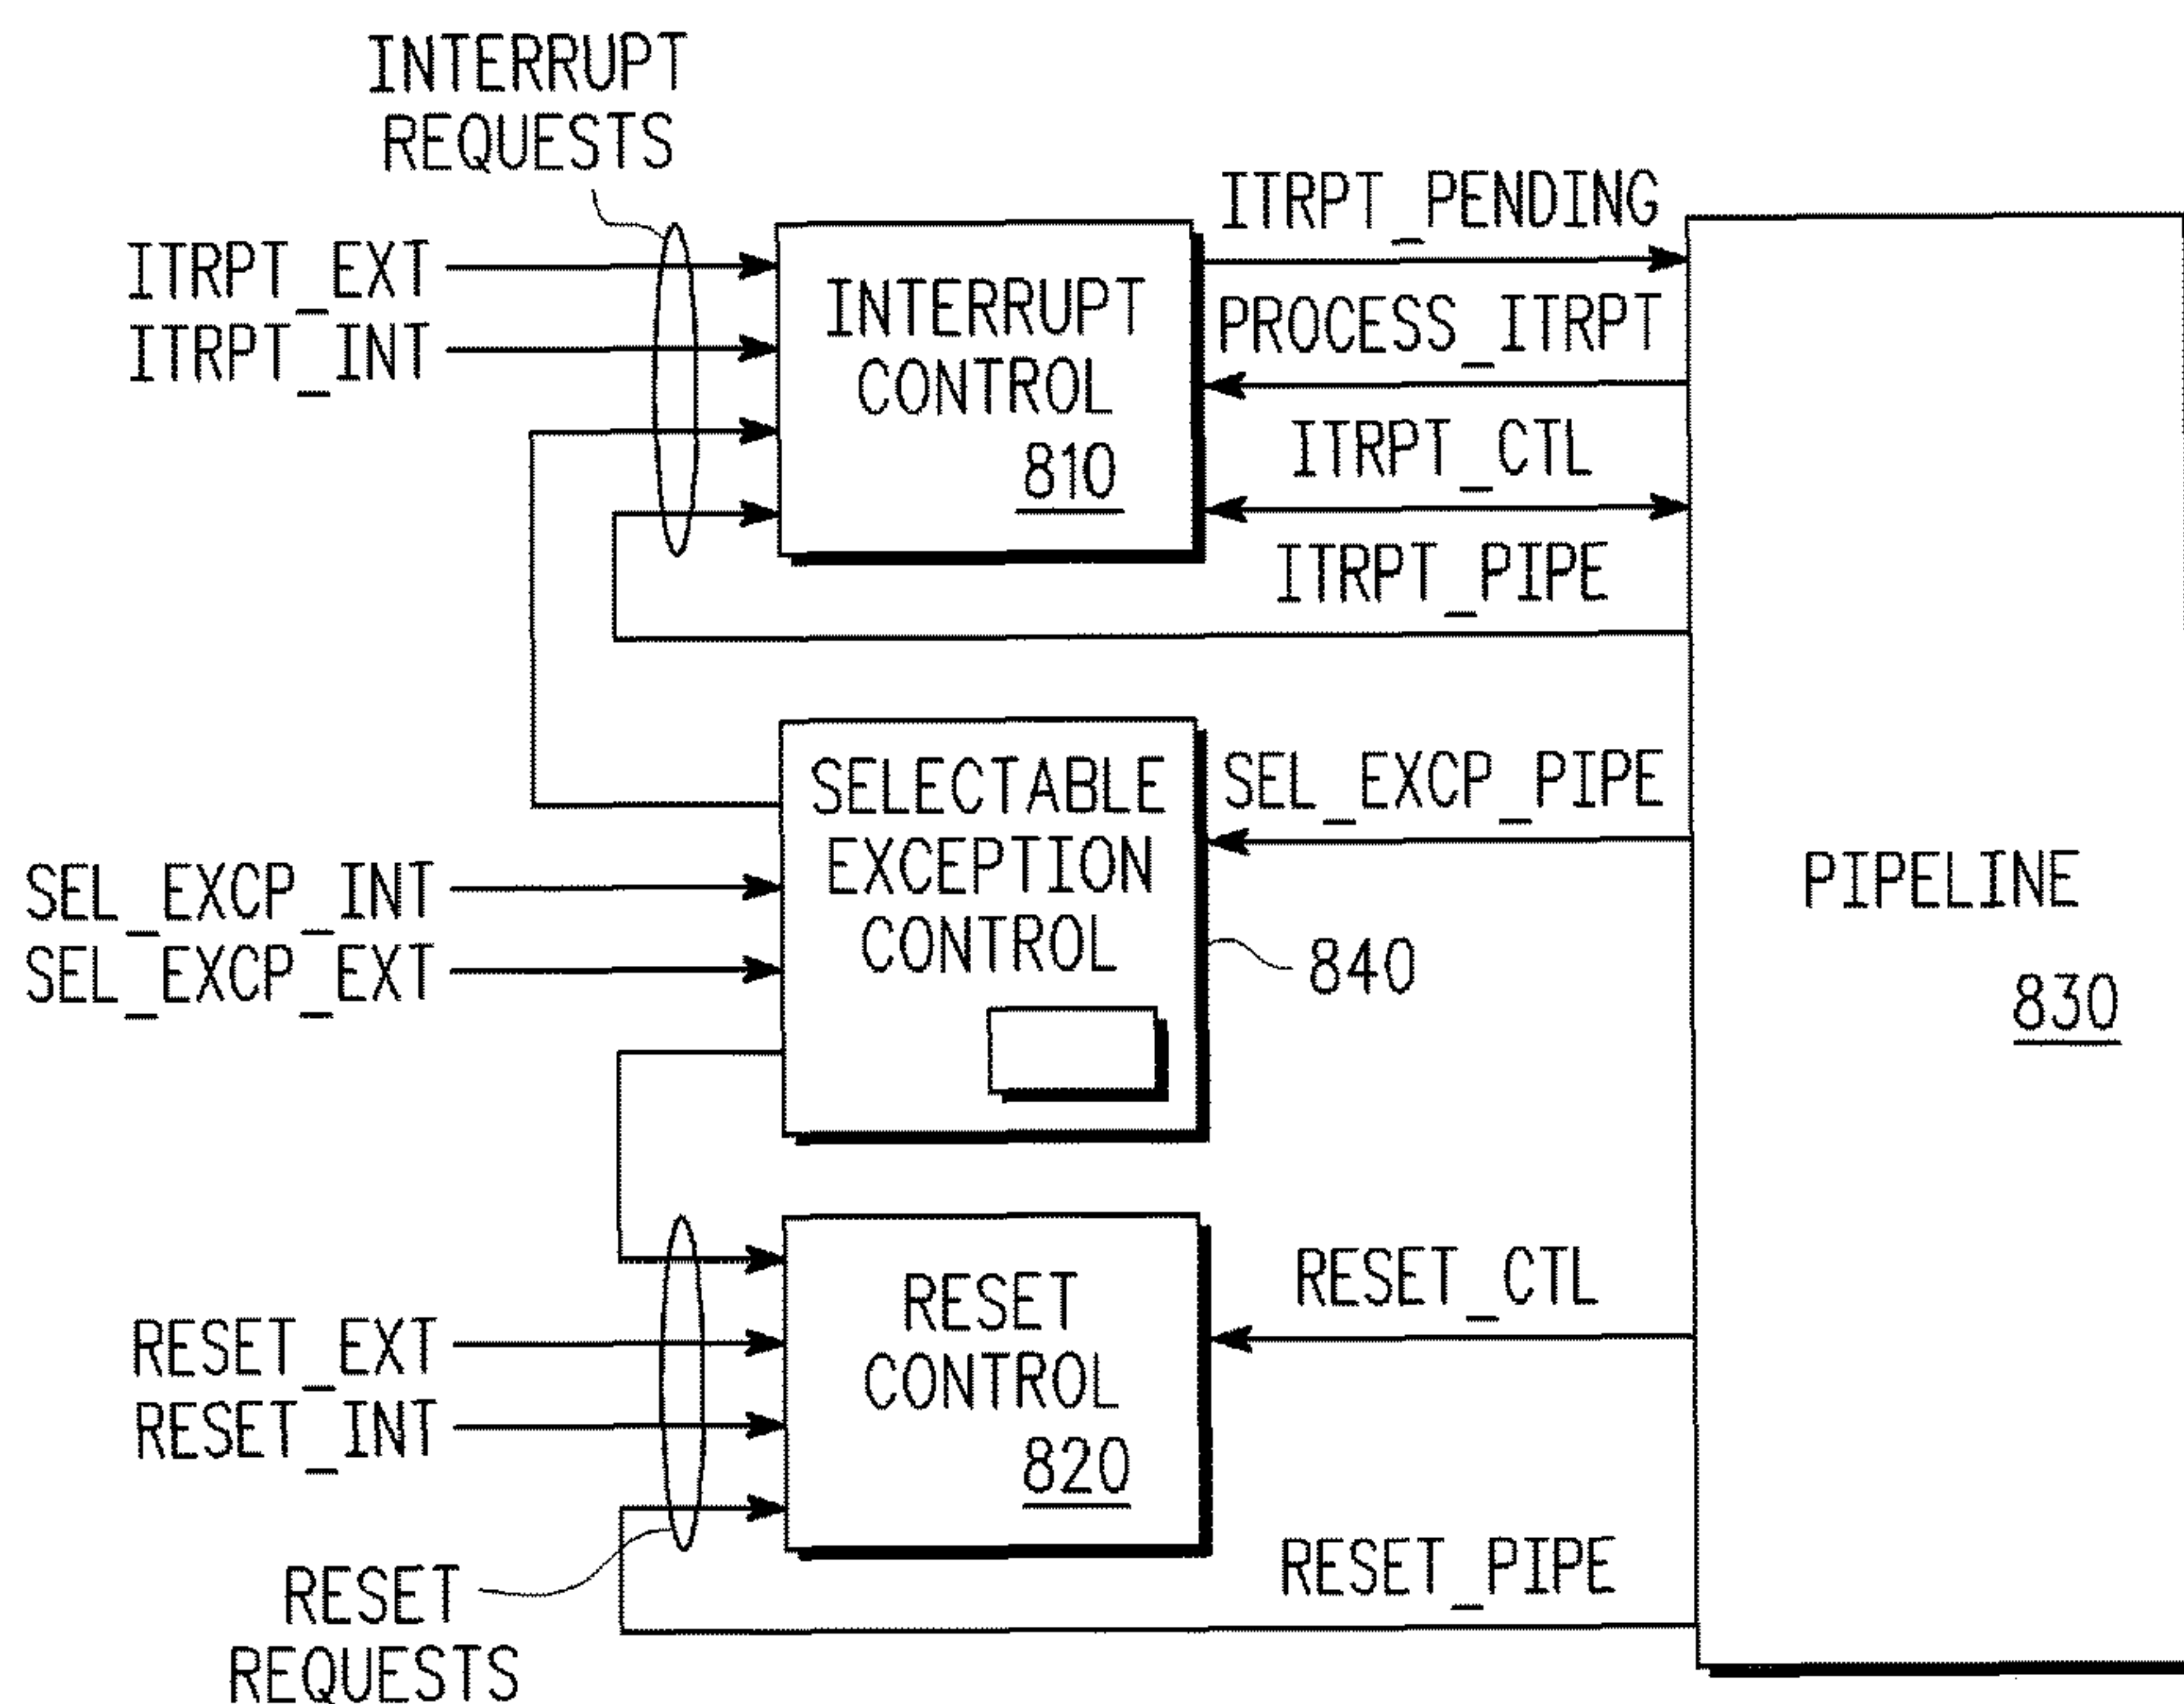 INTERRUPT
REQUESTS
ITRPT_EXT
ITRPT_INT
INTERRUPT
CONTROL
810
ITRPT_PENDING
PROCESS_ITRPT
ITRPT_CTL
ITRPT_PIPE
SELECTABLE
EXCEPTION
CONTROL
SEL_EXCP_PIPE
SEL_EXCP_INT
SEL_EXCP_EXT
840
PIPELINE
830
RESET_EXT
RESET_INT
RESET
CONTROL
820
RESET_CTL
RESET_PIPE
RESET
REQUESTS